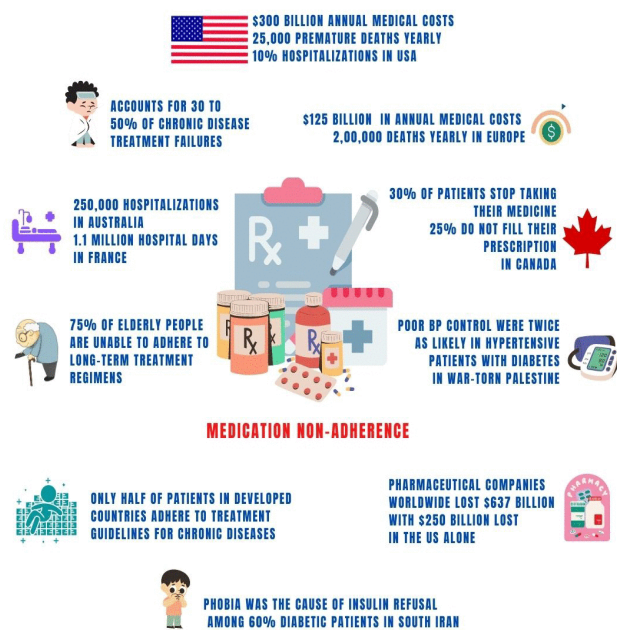 $300 BILLION ANNUAL MEDICAL COSTS
25,000 PREMATURE DEATHS YEARLY
10% HOSPITALIZATIONS IN USA
ACCOUNTS FOR 30 TO
50% OF CHRONIC DISEASE
TREATMENT FAILURES
$125 BILLION IN ANNUAL MEDICAL COSTS
2,00,000 DEATHS YEARLY IN EUROPE
250,000 HOSPITALIZATIONS
IN AUSTRALIA
1.1 MILLION HOSPITAL DAYS
IN FRANCE
Rx
30% OF PATIENTS STOP TAKING
THEIR MEDICINE
25% DO NOT FILL THEIR
PRESCRIPTION
IN CANADA
75% OF ELDERLY PEOPLE
ARE UNABLE TO ADHERE TO
LONG-TERM TREATMENT
REGIMENS
Rx
Rx
POOR BP CONTROL WERE TWICE
AS LIKELY IN HYPERTENSIVE
PATIENTS WITH DIABETES
IN WAR-TORN PALESTINE
MEDICATION NON-ADHERENCE
ONLY HALF OF PATIENTS IN DEVELOPED
COUNTRIES ADHERE TO TREATMENT
GUIDELINES FOR CHRONIC DISEASES
PHARMACEUTICAL COMPANIES
WORLDWIDE LOST $637 BILLION
WITH $250 BILLION LOST
IN THE US ALONE
PHARMACY
PHOBIA WAS THE CAUSE OF INSULIN REFUSAL
AMONG 60% DIABETIC PATIENTS IN SOUTH IRAN